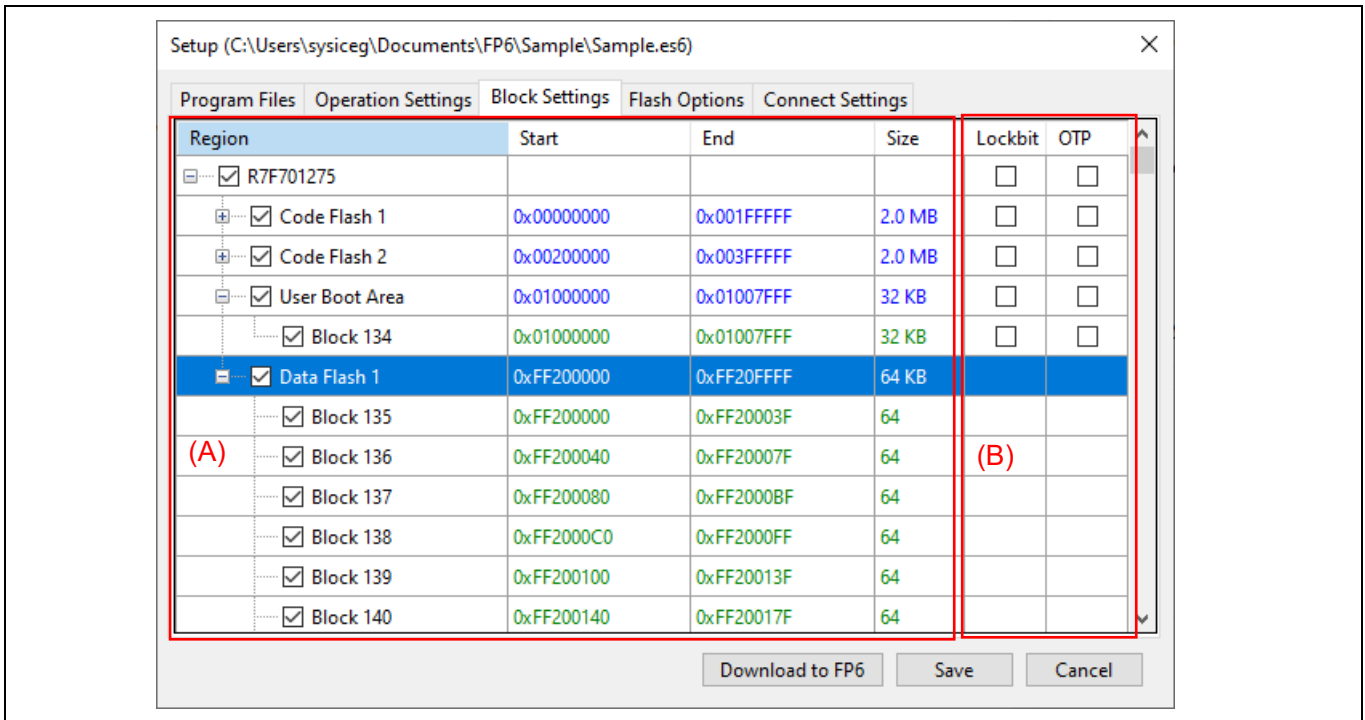 Setup (C:\Users\sysiceg\Documents\FP6\Sample\Sample.es6)
Program Files Operation Settings Block Settings Flash Options Connect Settings
Region Start End Size Lockbit OTP
R7F701275
Code Flash 1 0x00000000 0x001FFFFF 2.0 MB
Code Flash 2 0x00200000 0x003FFFFF 2.0 MB
User Boot Area 0x01000000 0x01007FFF 32 KB
Block 134 0x01000000 0x01007FFF 32 KB
Data Flash 1 0xFF200000 0xFF20FFFF 64 KB
Block 135 0xFF200000 0xFF20003F 64
(A) Block 136 0xFF200040 0xFF20007F 64 (B)
Block 137 0xFF200080 0xFF2000BF 64
Block 138 0xFF2000C0 0xFF2000FF 64
Block 139 0xFF200100 0xFF20013F 64
Block 140 0xFF200140 0xFF20017F 64
Download to FP6 Save Cancel